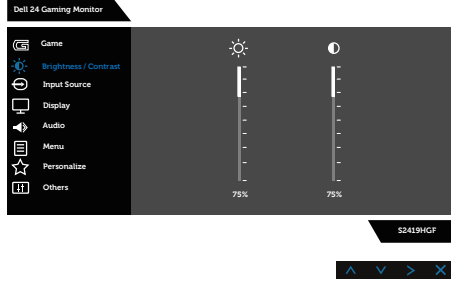 Dell 24 Gaming Monitor
Game
Brightness / Contrast
Input Source
Display
Audio
Menu
Personalize
Others
75% 75%
S2419HGF